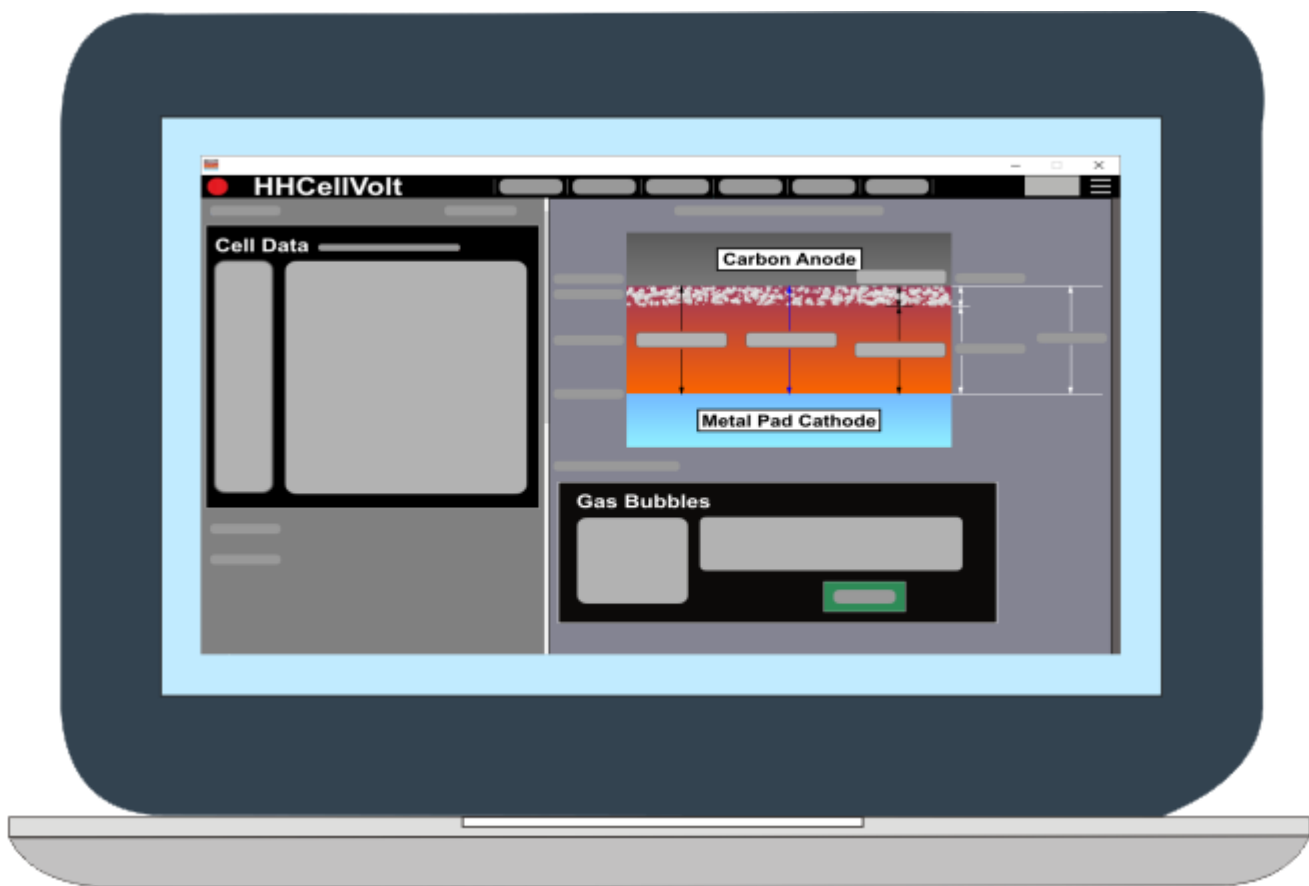 HHCellVolt
Cell Data
Carbon Anode
Metal Pad Cathode
Gas Bubbles